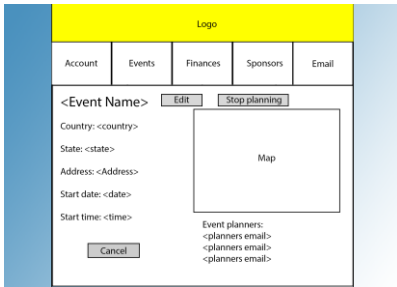 Logo
Account Events Finances Sponsors Email
<Event Name> Edit Stop planning
Country: <country>
State: <state>
Map
Address: <Address>
Start date: <date>
Start time: <time>
Event planners:
<planners email>
<planners email>
<planners email>
Cancel